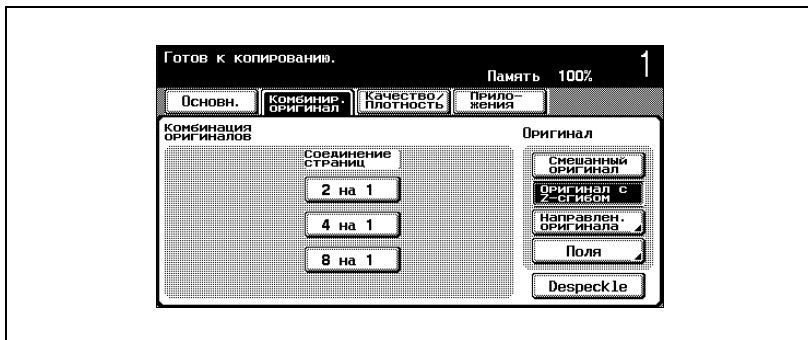 Готов к копированию.
Память 100%
1
Основн.
Комбинир.
оригинал
Качество/
Плотность
Прило-
жения
Комбинация
оригиналов
Соединение
страниц
2 на 1
4 на 1
8 на 1
Оригинал
Смешанный
оригинал
Оригинал с
Z-сгибом
Направлен.
оригинала
Поля
Despeckle